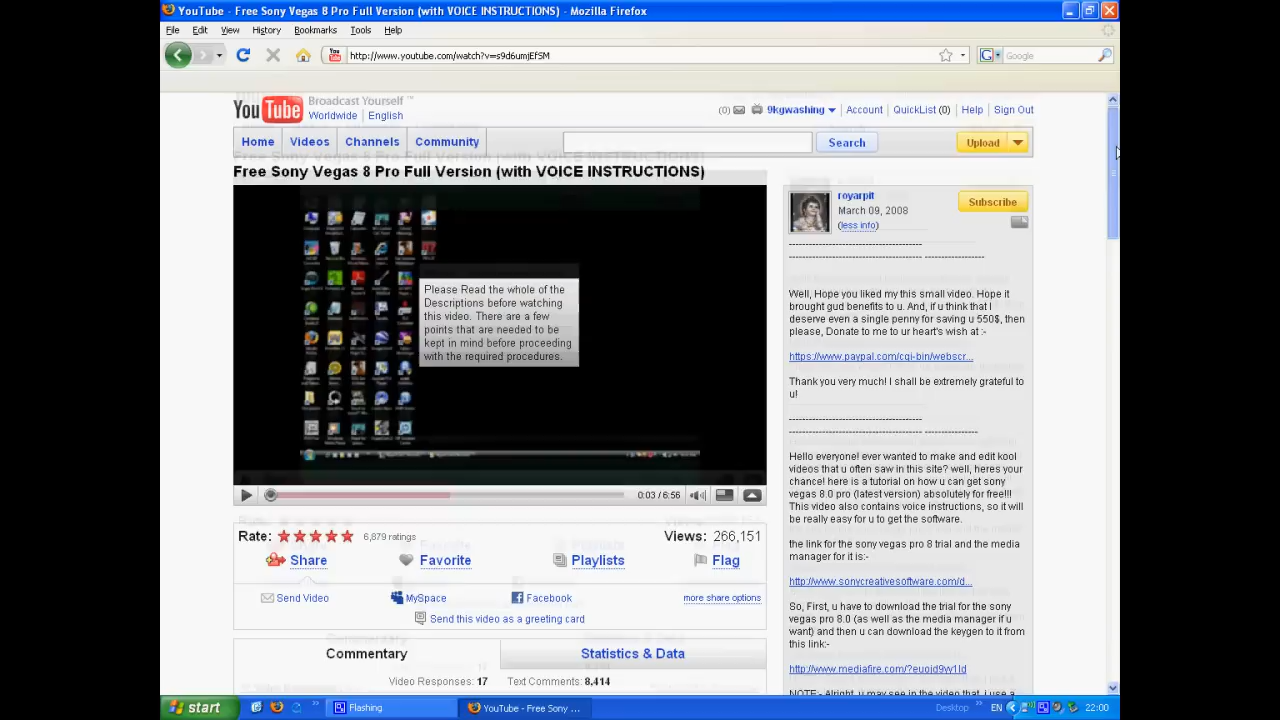 YouTube - Free Sony Vegas 8 Pro Full Version (with VOICE INSTRUCTIONS) - Mozilla Firefox
File Edit View History Bookmarks Tools Help
http://www.youtube.com/watch?v=s9d6umjEfSM
Google
YouTube
Broadcast Yourself ™
Worldwide English
(0) 9kgwashing Account QuickList (0) Help Sign Out
Home Videos Channels Community
Search
Upload
Free Sony Vegas 8 Pro Full Version (with VOICE INSTRUCTIONS)
Please Read the whole of the
Descriptions before watching
this video. There are a few
points that are needed to be
kept in mind before proceeding
with the required procedures.
0:03 / 6:56
Rate: 6,879 ratings
Views: 266,151
Share Favorite Playlists Flag
Send Video MySpace Facebook more share options
Send this video as a greeting card
Commentary Statistics & Data
Video Responses: 17 Text Comments: 8,414
royarpit
March 09, 2008
(less info)
Subscribe
----------------------------------------
---------------------------------------- ------------------
Well, Hope you liked my this small video. Hope it
brought gud benefits to u. And, if u think that I
deserve even a single penny for savng u 550$, then
please, Donate to me to ur heart's wish at :-
https://www.paypal.com/cgi-bin/webscr...
Thank you very much! I shall be extremely grateful to
u!
----------------------------------------
---------------------------------------- ----------------
Hello everyone! ever wanted to make and edit kool
videos that u often saw in this site? well, heres your
chance! here is a tutorial on how u can get sony
vegas 8.0 pro (latest version) absolutely for free!!!
This video also contains voice instructions, so it will
be really easy for u to get the software.
the link for the sony vegas pro 8 trial and the media
manager for it is:-
http://www.sonycreativesoftware.com/d...
So, First, u have to download the trial for the sony
vegas pro 8.0 (as well as the media manager if u
want) and then u can download the keygen to it from
this link:-
http://www.mediafire.com/?euojd9w1ld
NOTE:- Alright, u may see in the video that, i use a
start
Flashing
YouTube - Free Sony ...
Desktop
EN
22:00